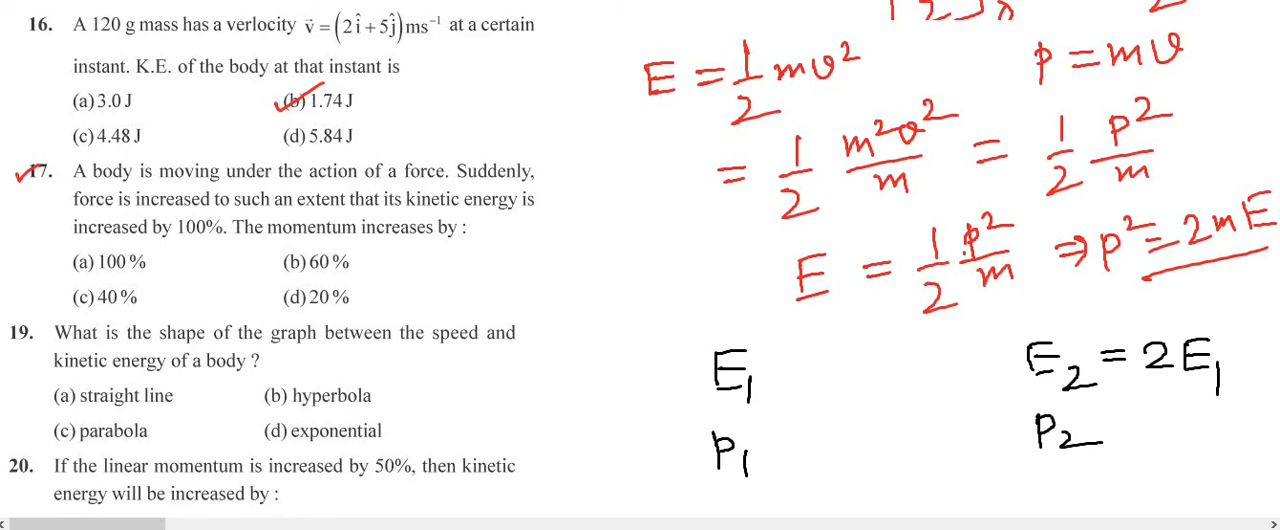 16. A 120 g mass has a verlocity v⃗ = (2î + 5ĵ) ms⁻¹ at a certain
instant. K.E. of the body at that instant is
(a) 3.0 J (b) 1.74 J
(c) 4.48 J (d) 5.84 J
17. A body is moving under the action of a force. Suddenly,
force is increased to such an extent that its kinetic energy is
increased by 100%. The momentum increases by :
(a) 100 % (b) 60 %
(c) 40 % (d) 20 %
19. What is the shape of the graph between the speed and
kinetic energy of a body ?
(a) straight line (b) hyperbola
(c) parabola (d) exponential
20. If the linear momentum is increased by 50%, then kinetic
energy will be increased by :
E = 1/2 mv² p = mv
= 1/2 m²v²/m = 1/2 p²/m
E = 1/2 p²/m ⇒ p² = 2mE
E₁ E₂ = 2E₁
P₁ P₂